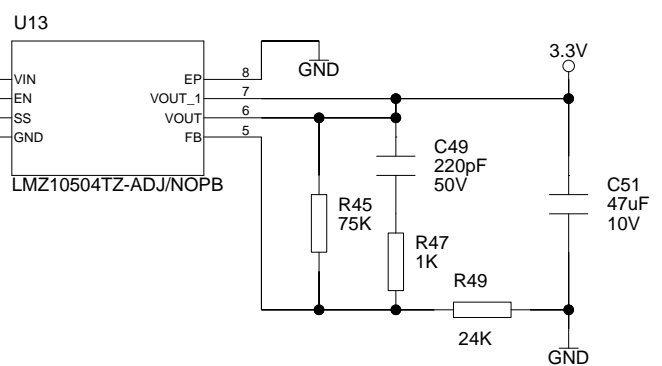 U13
VIN
EN
SS
GND
EP
VOUT_1
VOUT
FB
8
7
6
5
LMZ10504TZ-ADJ/NOPB
GND
3.3V
C49
220pF
50V
R45
75K
R47
1K
R49
24K
C51
47uF
10V
GND